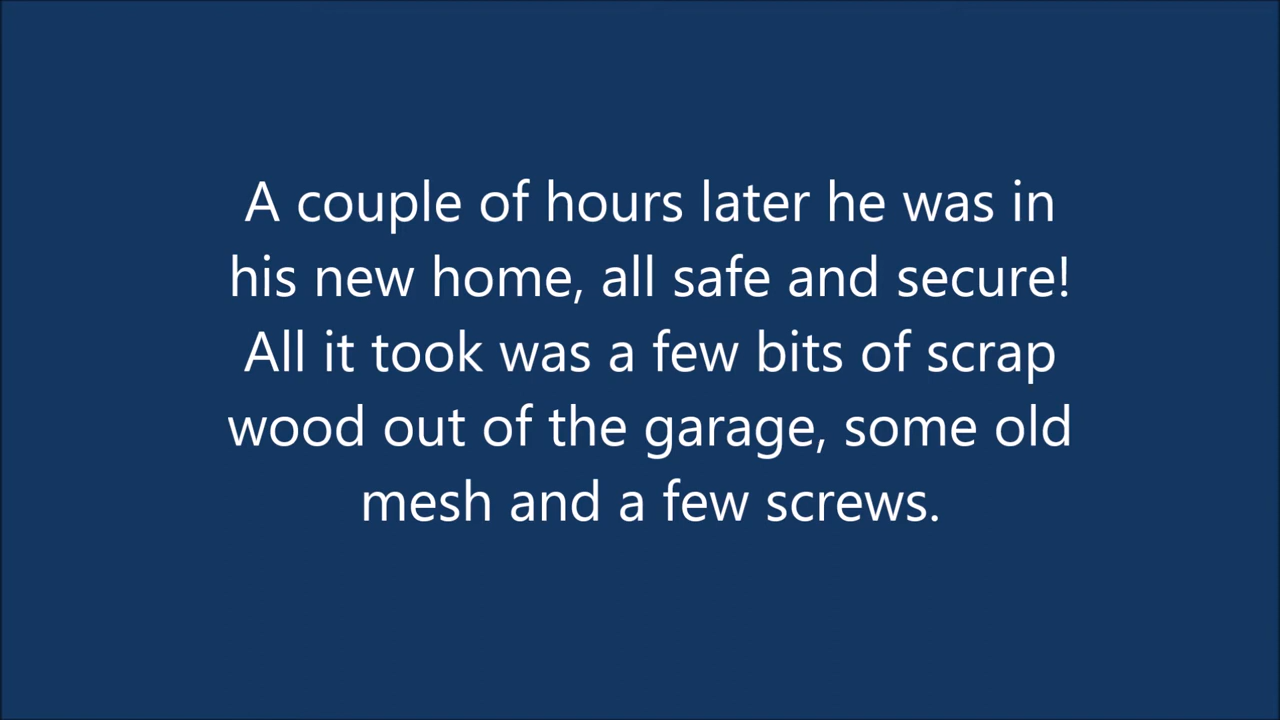 A couple of hours later he was in
his new home, all safe and secure!
All it took was a few bits of scrap
wood out of the garage, some old
mesh and a few screws.